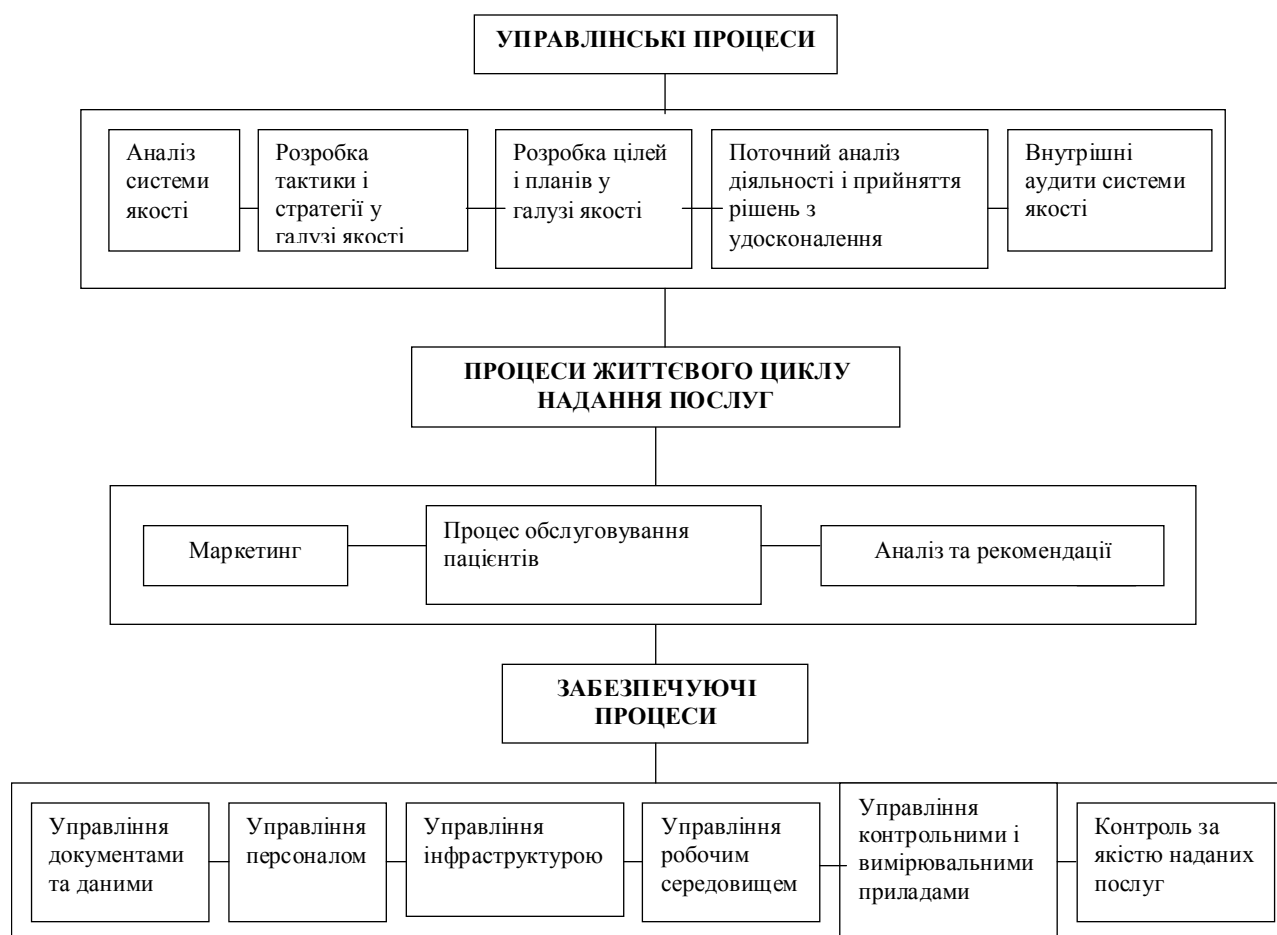 УПРАВЛІНСЬКІ ПРОЦЕСИ
Аналіз
системи
якості
Розробка
тактики і
стратегії у
галузі якості
Розробка цілей
і планів у
галузі якості
Поточний аналіз
діяльності і прийняття
рішень з
удосконалення
Внутрішні
аудити системи
якості
ПРОЦЕСИ ЖИТТЄВОГО ЦИКЛУ
НАДАННЯ ПОСЛУГ
Маркетинг
Процес обслуговування
пацієнтів
Аналіз та рекомендації
ЗАБЕЗПЕЧУЮЧІ
ПРОЦЕСИ
Управління
документами
та даними
Управління
персоналом
Управління
інфраструктурою
Управління
робочим
середовищем
Управління
контрольними і
вимірювальними
приладами
Контроль за
якістю наданих
послуг